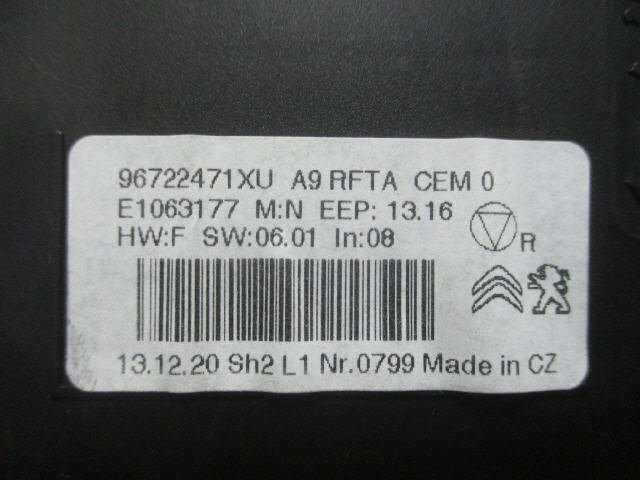 96722471XU A9 RFTA CEM 0
E1063177 M:N EEP: 13.16
HW:F SW:06.01 In:08
R
13.12.20 Sh2 L1 Nr.0799 Made in CZ